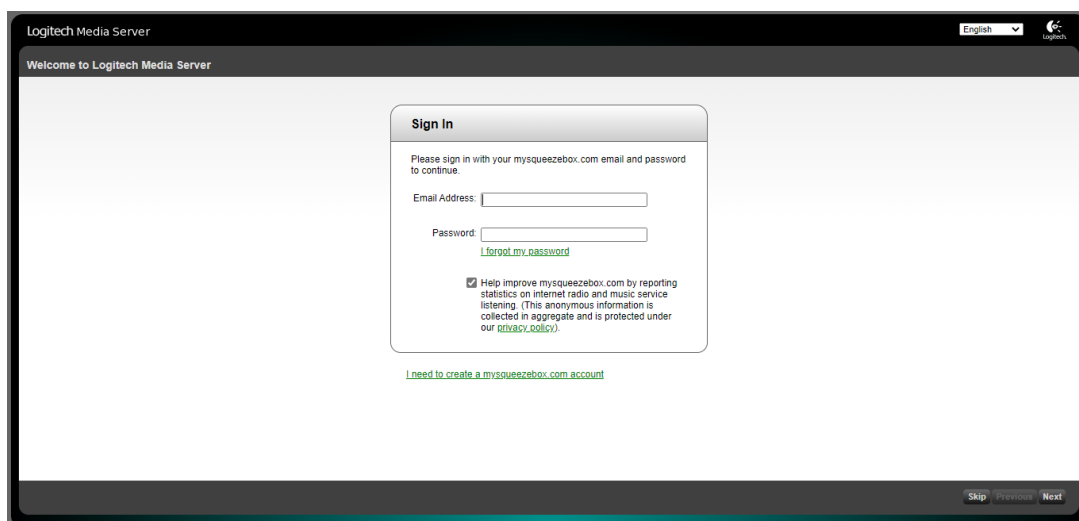 Logitech Media Server
English
Logitech
Welcome to Logitech Media Server
Sign In
Please sign in with your mysqueezebox.com email and password
to continue.
Email Address:
Password:
I forgot my password
Help improve mysqueezebox.com by reporting
statistics on internet radio and music service
listening. (This anonymous information is
collected in aggregate and is protected under
our privacy policy).
I need to create a mysqueezebox.com account
Skip Previous Next